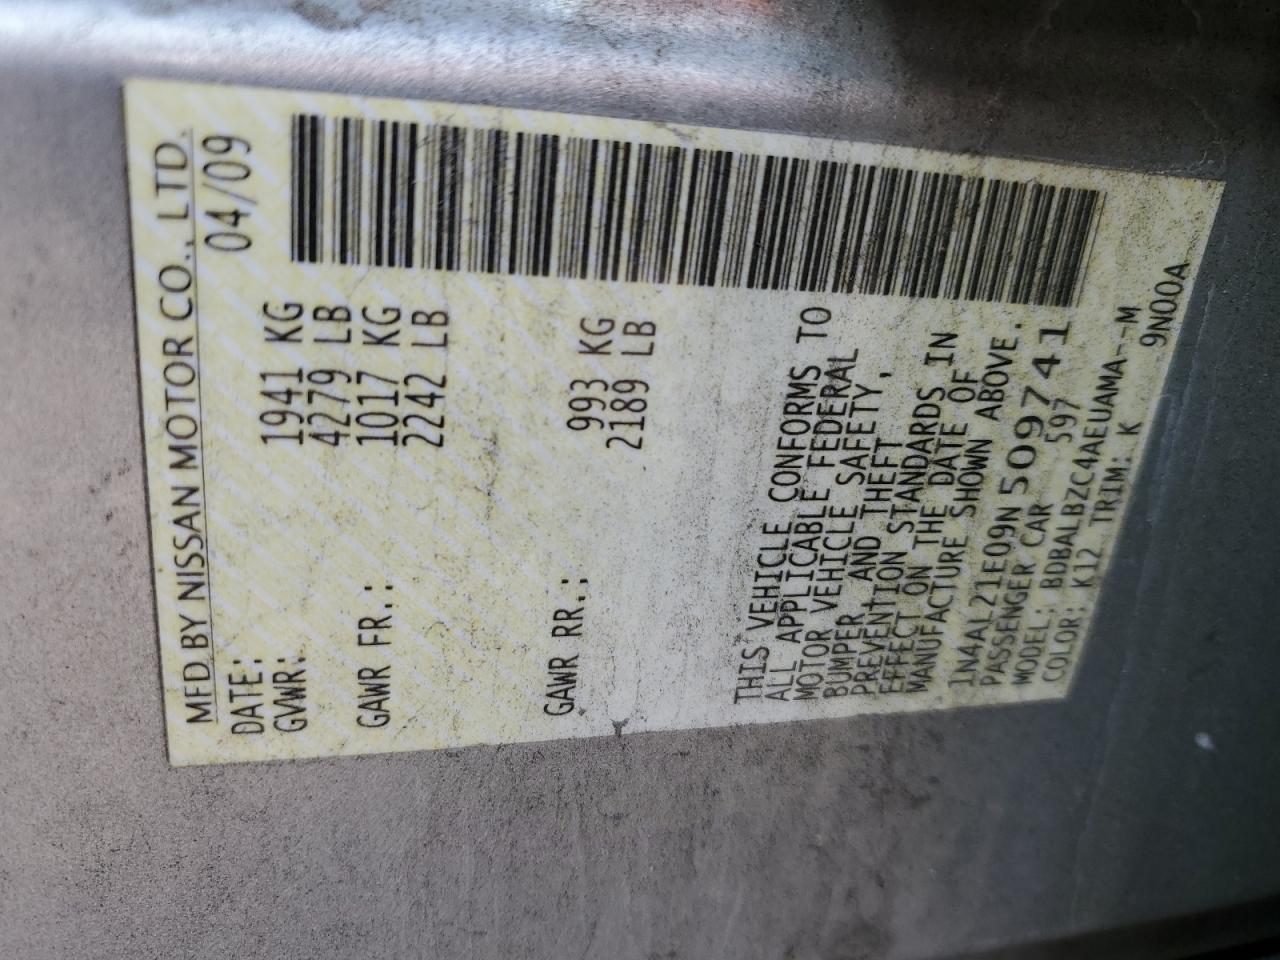 MFD BY NISSAN MOTOR CO., LTD.
DATE: 04/09
GVWR: 1941 KG
4279 LB
GAWR FR.: 1017 KG
2242 LB
GAWR RR.: 993 KG
2189 LB
THIS VEHICLE CONFORMS TO
ALL APPLICABLE FEDERAL
MOTOR VEHICLE SAFETY,
BUMPER AND THEFT
PREVENTION STANDARDS IN
EFFECT ON THE DATE OF
MANUFACTURE SHOWN ABOVE.
1N4AL21E09N509741
PASSENGER CAR 597
MODEL: BDBALBZC4AEUAMA--M
COLOR: K12 TRIM: K 9N00A